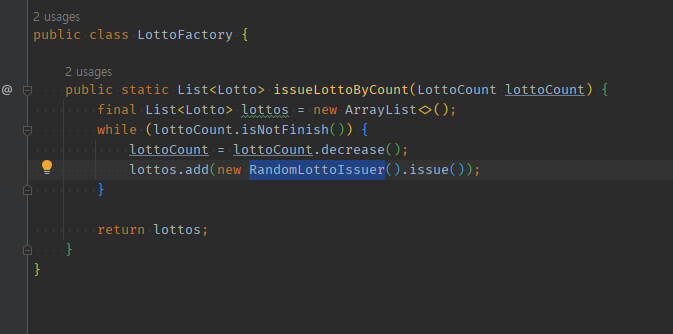 2 usages
public class LottoFactory {
2 usages
@ public static List<Lotto> issueLottoByCount(LottoCount lottoCount) {
final List<Lotto> lottos = new ArrayList<>();
while (lottoCount.isNotFinish()) {
lottoCount = lottoCount.decrease();
lottos.add(new RandomLottoIssuer().issue());
}
return lottos;
}
}